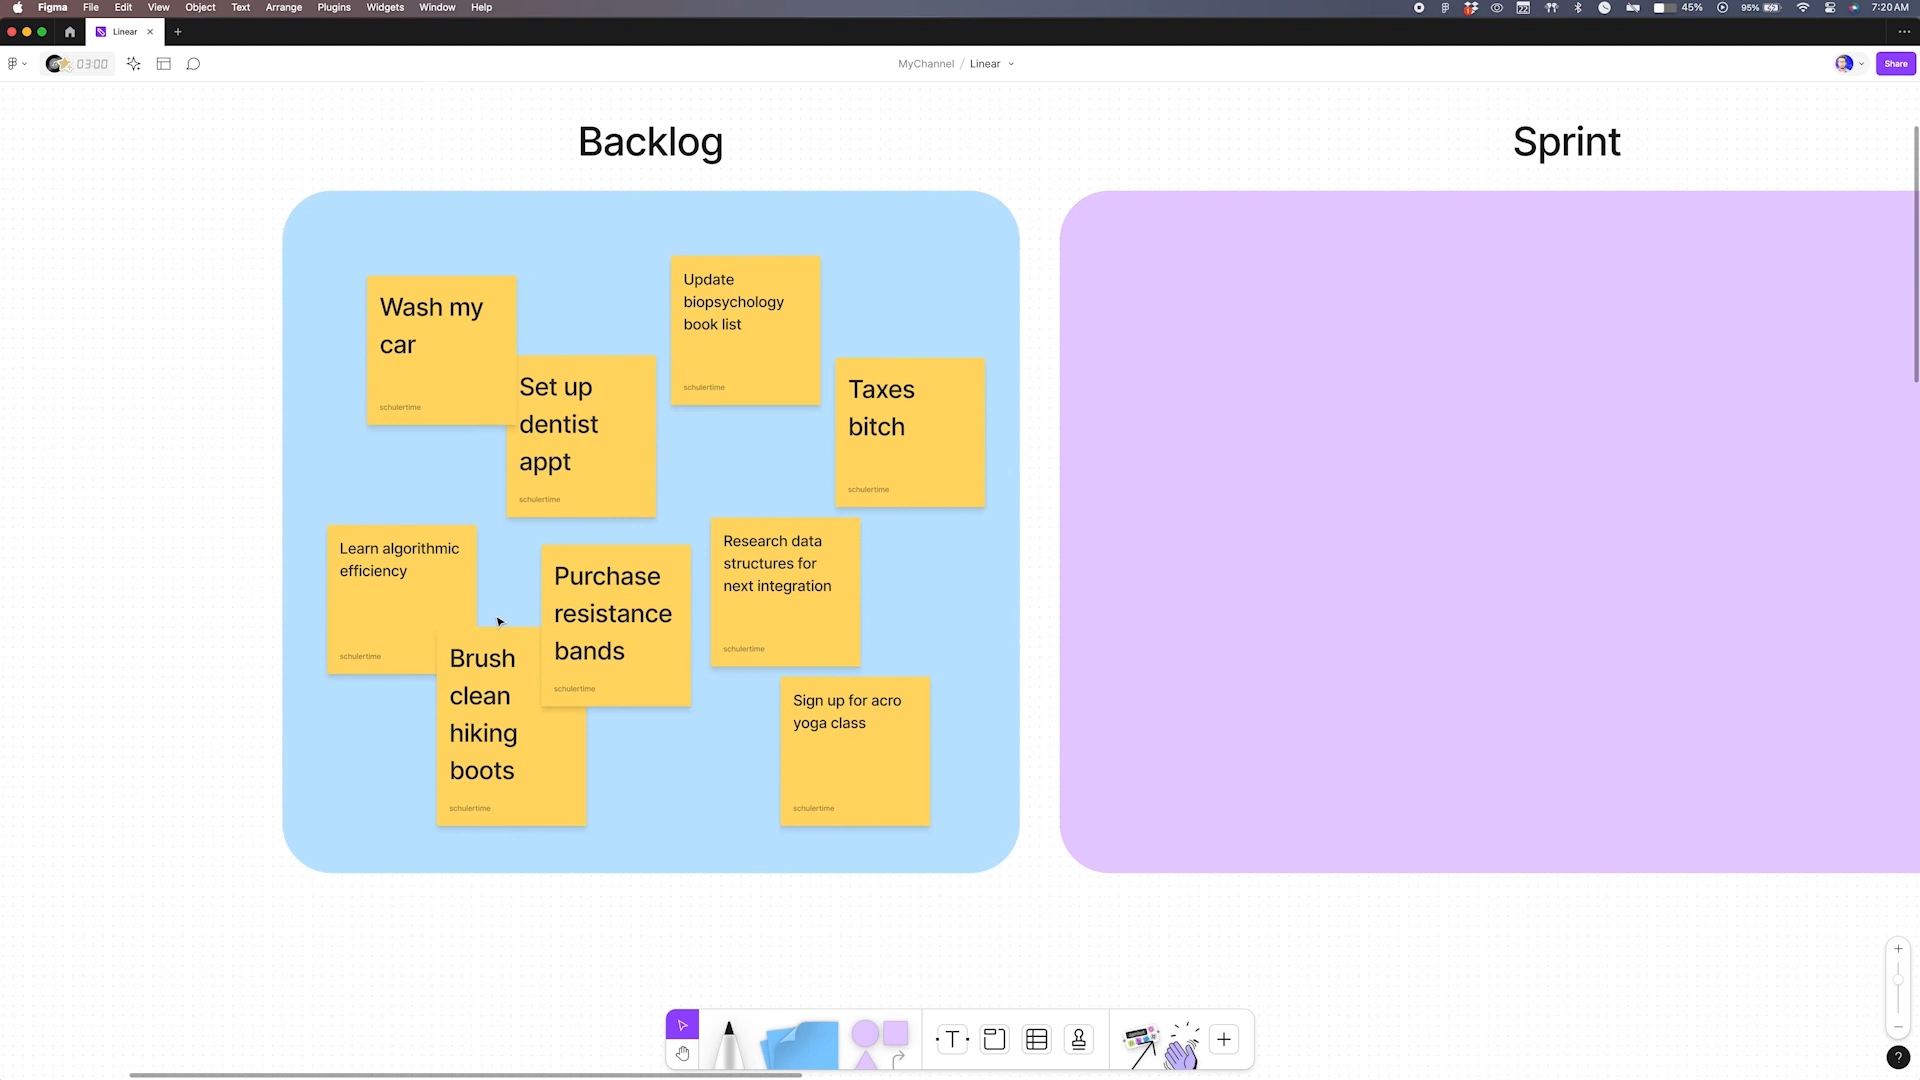 Figma File Edit View Object Text Arrange Plugins Widgets Window Help
45% 95% 7:20 AM
Linear
03:00
MyChannel / Linear
Share
Backlog
Sprint
Wash my
car
schulertime
Set up
dentist
appt
schulertime
Update
biopsychology
book list
schulertime
Taxes
bitch
schulertime
Learn algorithmic
efficiency
schulertime
Brush
clean
hiking
boots
schulertime
Purchase
resistance
bands
schulertime
Research data
structures for
next integration
schulertime
Sign up for acro
yoga class
schulertime
T
?